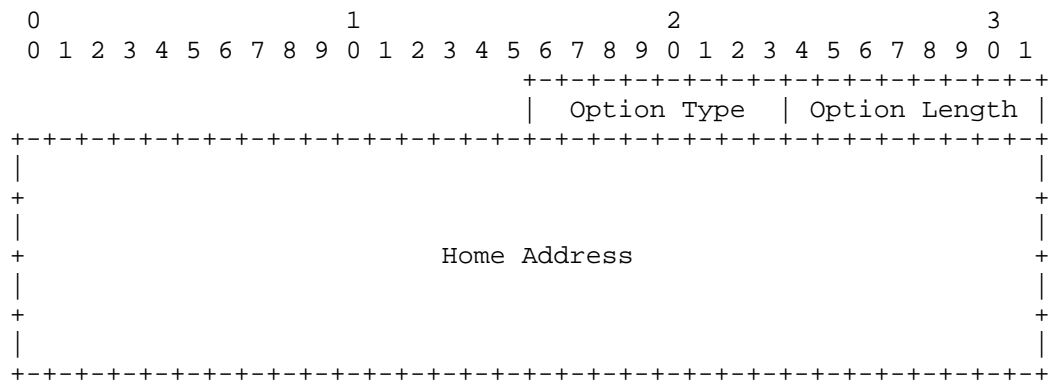 0                   1                   2                   3
 0 1 2 3 4 5 6 7 8 9 0 1 2 3 4 5 6 7 8 9 0 1 2 3 4 5 6 7 8 9 0 1
                                +-+-+-+-+-+-+-+-+-+-+-+-+-+-+-+-+
                                |  Option Type  | Option Length |
+-+-+-+-+-+-+-+-+-+-+-+-+-+-+-+-+-+-+-+-+-+-+-+-+-+-+-+-+-+-+-+-+
|                                                               |
+                                                               +
|                                                               |
+                          Home Address                         +
|                                                               |
+                                                               +
|                                                               |
+-+-+-+-+-+-+-+-+-+-+-+-+-+-+-+-+-+-+-+-+-+-+-+-+-+-+-+-+-+-+-+-+